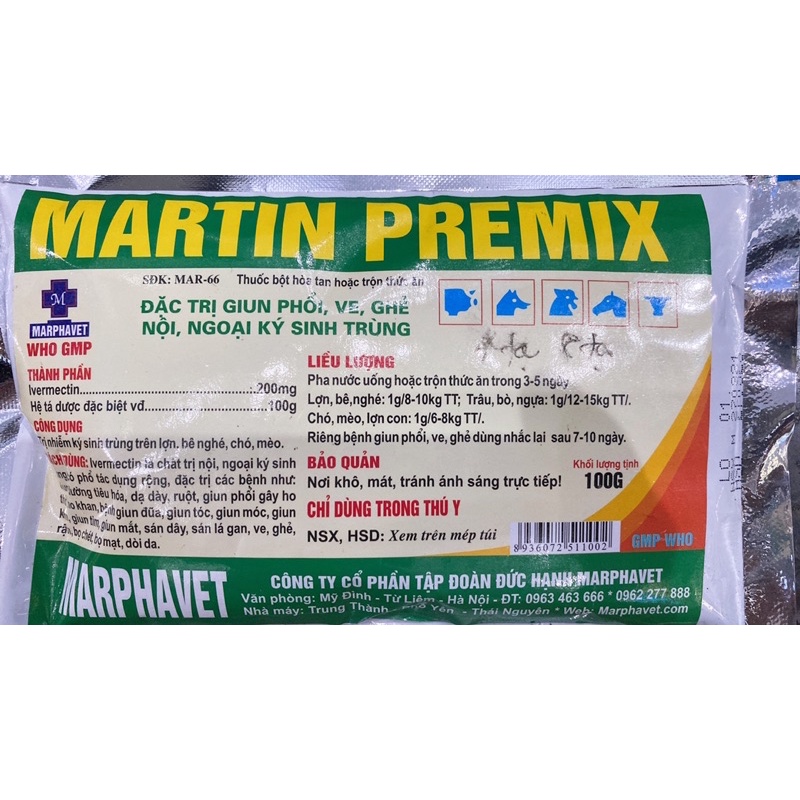 MARTIN PREMIX
SĐK: MAR-66 Thuốc bột hòa tan hoặc trộn thức ăn
M
MARPHAVET
WHO GMP
ĐẶC TRỊ GIUN PHỔI, VE, GHẺ
NỘI, NGOẠI KÝ SINH TRÙNG
THÀNH PHẦN
Ivermectin 200mg
Hệ tá dược đặc biệt vđ 100g
CÔNG DỤNG
Trị nhiễm ký sinh trùng trên lợn. bê nghé, chó, mèo.
DÙNG: Ivermectin là chất trị nội, ngoại ký sinh
có phổ tác dụng rộng, đặc trị các bệnh như:
đường tiêu hóa, dạ dày, ruột, giun phổi gây ho
khan, bệnh giun đũa, giun tóc, giun móc, giun
giun tim, giun mắt, sán dây, sán lá gan, ve, ghẻ,
rận, bọ chét, bọ mạt, dòi da.
LIỀU LƯỢNG
Pha nước uống hoặc trộn thức ăn trong 3-5 ngày
Lợn, bê,nghé: 1g/8-10kg TT; Trâu, bò, ngựa: 1g/12-15kg TT/.
Chó, mèo, lợn con: 1g/6-8kg TT/.
Riêng bệnh giun phổi, ve, ghẻ dùng nhắc lại sau 7-10 ngày.
BẢO QUẢN
Nơi khô, mát, tránh ánh sáng trực tiếp!
Khối lượng tịnh
100G
CHỈ DÙNG TRONG THÚ Y
NSX, HSD: Xem trên mép túi
8936072511002
GMP-WHO
LO 01
MARPHAVET
CÔNG TY CỔ PHẦN TẬP ĐOÀN ĐỨC HẠNH MARPHAVET
Văn phòng: Mỹ Đình - Từ Liêm - Hà Nội - ĐT: 0963 463 666 * 0962 277 888
Nhà máy: Trung Thành - Phổ Yên - Thái Nguyên * Web: Marphavet.com